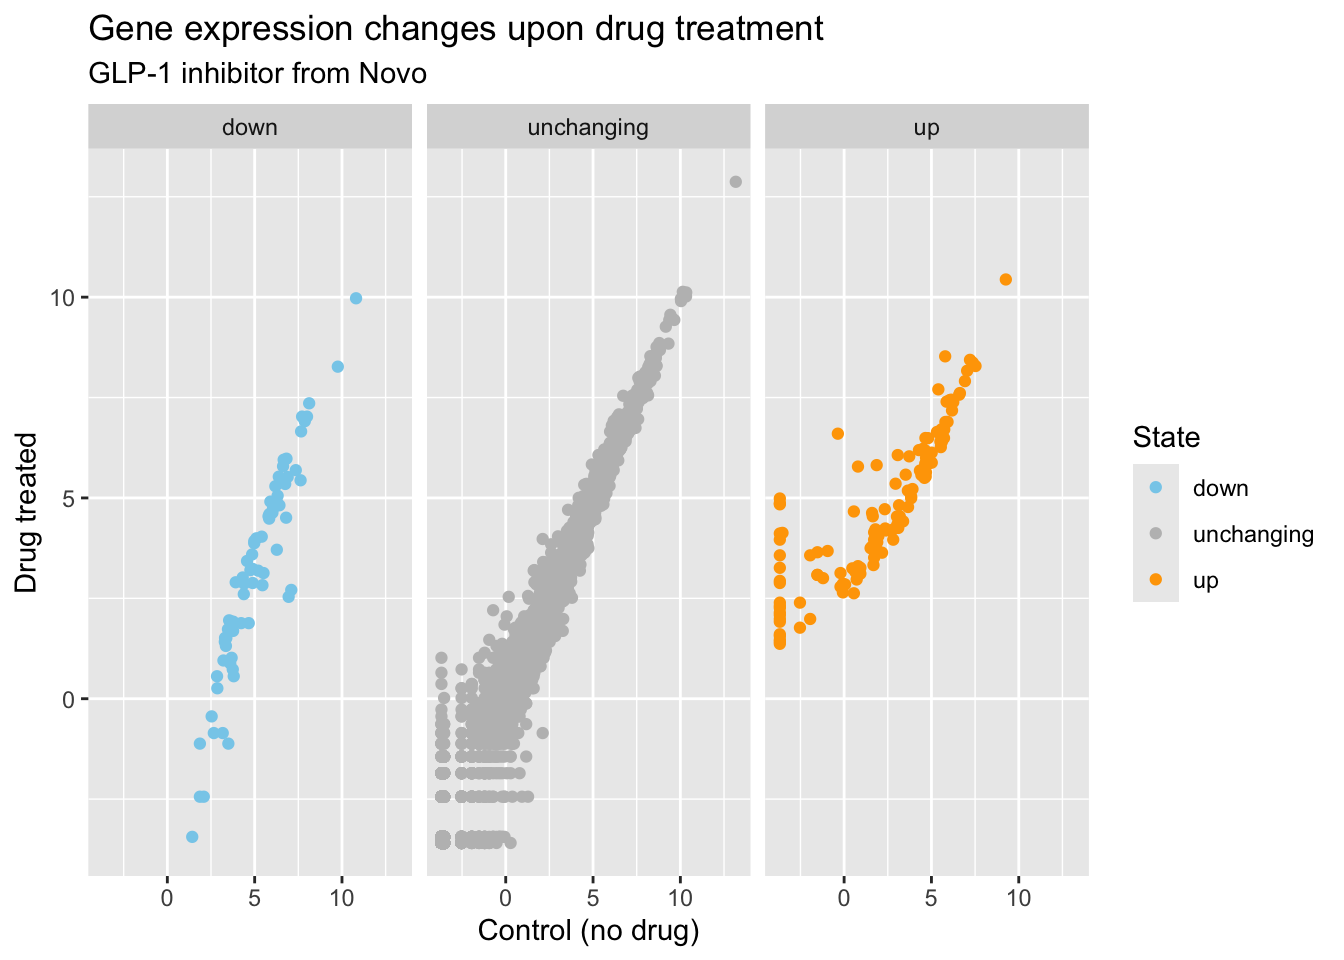 Gene expression changes upon drug treatment
GLP-1 inhibitor from Novo
down unchanging up
Drug treated
10
5
0
0 5 10 0 5 10 0 5 10
Control (no drug)
State
down
unchanging
up